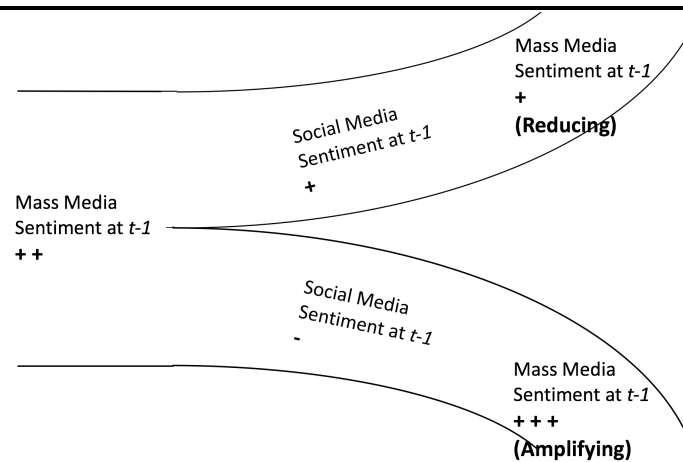 Mass Media
Sentiment at t-1
+
(Reducing)
Social Media
Sentiment at t-1
+
Mass Media
Sentiment at t-1
+ +
Social Media
Sentiment at t-1
-
Mass Media
Sentiment at t-1
+ + +
(Amplifying)